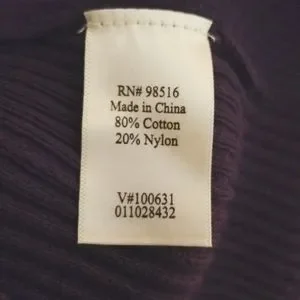 RN# 98516
Made in China
80% Cotton
20% Nylon
V#100631
011028432